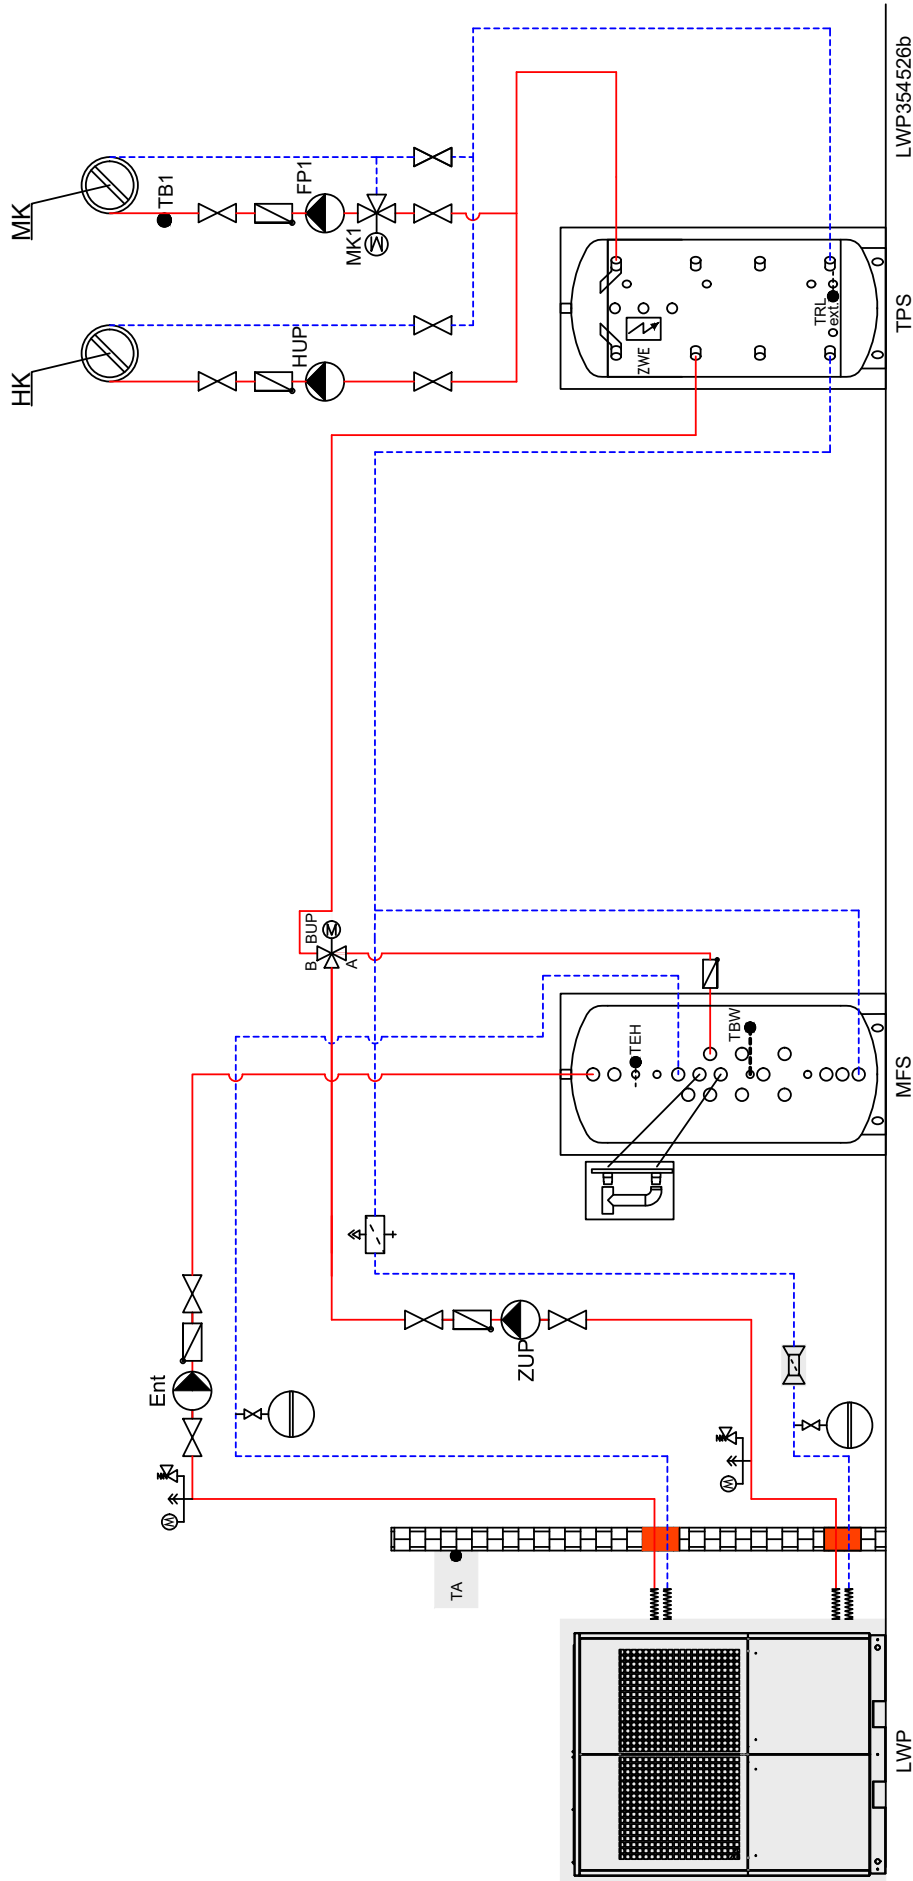 MK
TB1
FP1
MK1
HK
HUP
ZWE
TRL
ext.
TPS
LWP354526b
B
BUP
M
A
TEH
TBW
MFS
Ent
ZUP
M
M
M
TA
LWP